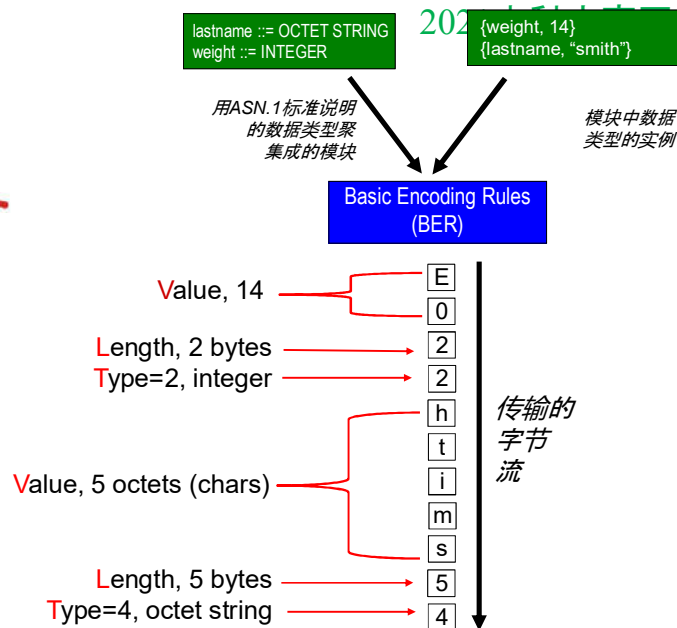 lastname ::= OCTET STRING
weight ::= INTEGER
{weight, 14}
{lastname, “smith”}
用ASN.1标准说明
的数据类型聚
集成的模块
模块中数据
类型的实例
Basic Encoding Rules
(BER)
Value, 14
E
0
Length, 2 bytes
2
Type=2, integer
2
传输的
字节
流
h
t
i
m
s
Value, 5 octets (chars)
Length, 5 bytes
5
Type=4, octet string
4